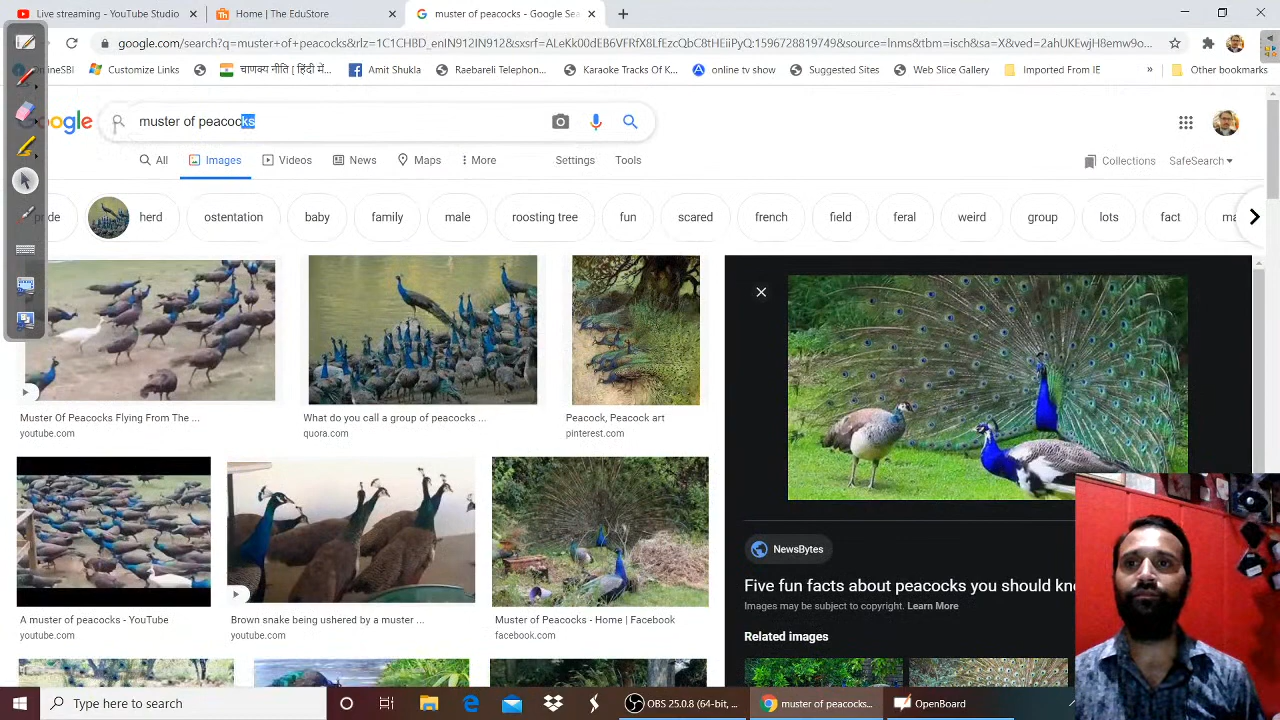 Live streaming - YouTube Studio
Home | The EduStore
muster of peacocks - Google Sea
google.com/search?q=muster+of+peacocks&rlz=1C1CHBD_enIN912IN912&sxsrf=ALeKk00dEB6VFRfX8LfEzcQbC8tHEiiPyQ:1596728819749&source=lnms&tbm=isch&sa=X&ved=2ahUKEwjH8emw9o...
onlineSBI
Customize Links
चाणक्य नीति | हिंदी में...
Amit Shukla
Raebareli Telephon...
Karaoke Tracks Of K...
online tv show
Suggested Sites
Web Slice Gallery
Imported From IE
»
Other bookmarks
Google
muster of peacocks
All
Images
Videos
News
Maps
More
Settings
Tools
Collections
SafeSearch
pride
herd
ostentation
baby
family
male
roosting tree
fun
scared
french
field
feral
weird
group
lots
fact
ma
Muster Of Peacocks Flying From The ...
youtube.com
What do you call a group of peacocks ...
quora.com
Peacock, Peacock art
pinterest.com
A muster of peacocks - YouTube
youtube.com
Brown snake being ushered by a muster ...
youtube.com
Muster of Peacocks - Home | Facebook
facebook.com
NewsBytes
Five fun facts about peacocks you should kn
Images may be subject to copyright. Learn More
Related images
Type here to search
OBS 25.0.8 (64-bit, ...
muster of peacocks...
OpenBoard